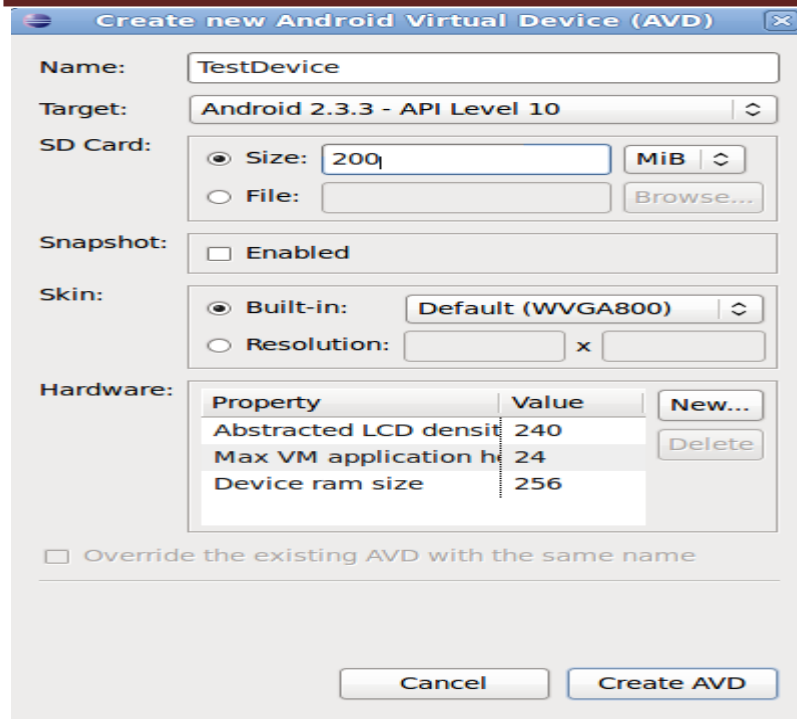 Create new Android Virtual Device (AVD)
Name: TestDevice
Target: Android 2.3.3 - API Level 10
SD Card:
Size: 200 MiB
File: Browse...
Snapshot:
Enabled
Skin:
Built-in: Default (WVGA800)
Resolution: x
Hardware:
Property Value New...
Abstracted LCD densit 240
Delete
Max VM application h 24
Device ram size 256
Override the existing AVD with the same name
Cancel Create AVD